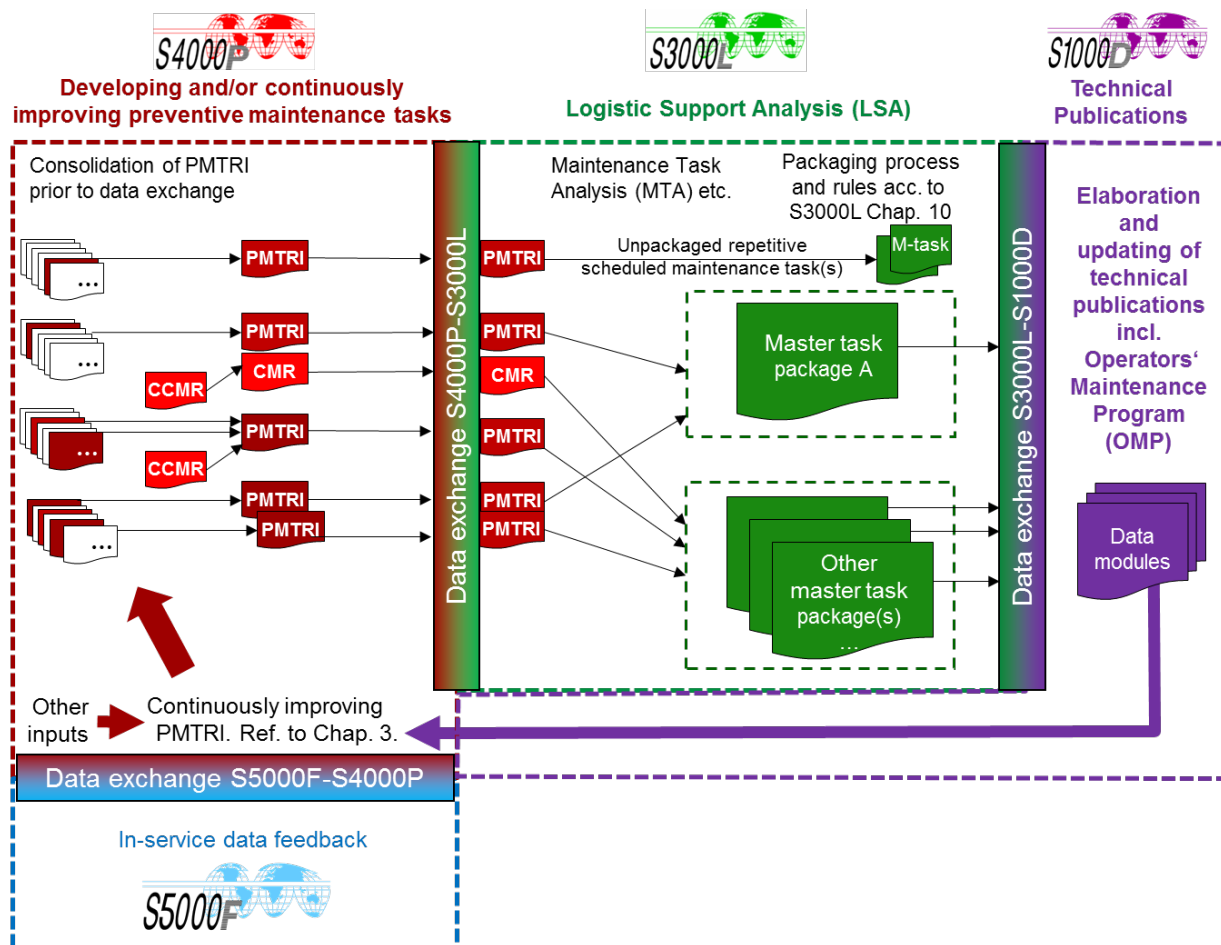 S4000P
S3000L
S1000D
Developing and/or continuously
improving preventive maintenance tasks
Logistic Support Analysis (LSA)
Technical
Publications
Consolidation of PMTRI
prior to data exchange
...
PMTRI
...
PMTRI
CCMR
CMR
...
PMTRI
CCMR
...
PMTRI
PMTRI
Data exchange S4000P-S3000L
Maintenance Task
Analysis (MTA) etc.
Packaging process
and rules acc. to
S3000L Chap. 10
PMTRI
Unpackaged repetitive
scheduled maintenance task(s)
M-task
PMTRI
CMR
PMTRI
PMTRI
PMTRI
Master task
package A
Other
master task
package(s)
...
Data exchange S3000L-S1000D
Elaboration
and
updating of
technical
publications
incl.
Operators‘
Maintenance
Program
(OMP)
Data
modules
Other
inputs
Continuously improving
PMTRI. Ref. to Chap. 3.
Data exchange S5000F-S4000P
In-service data feedback
S5000F